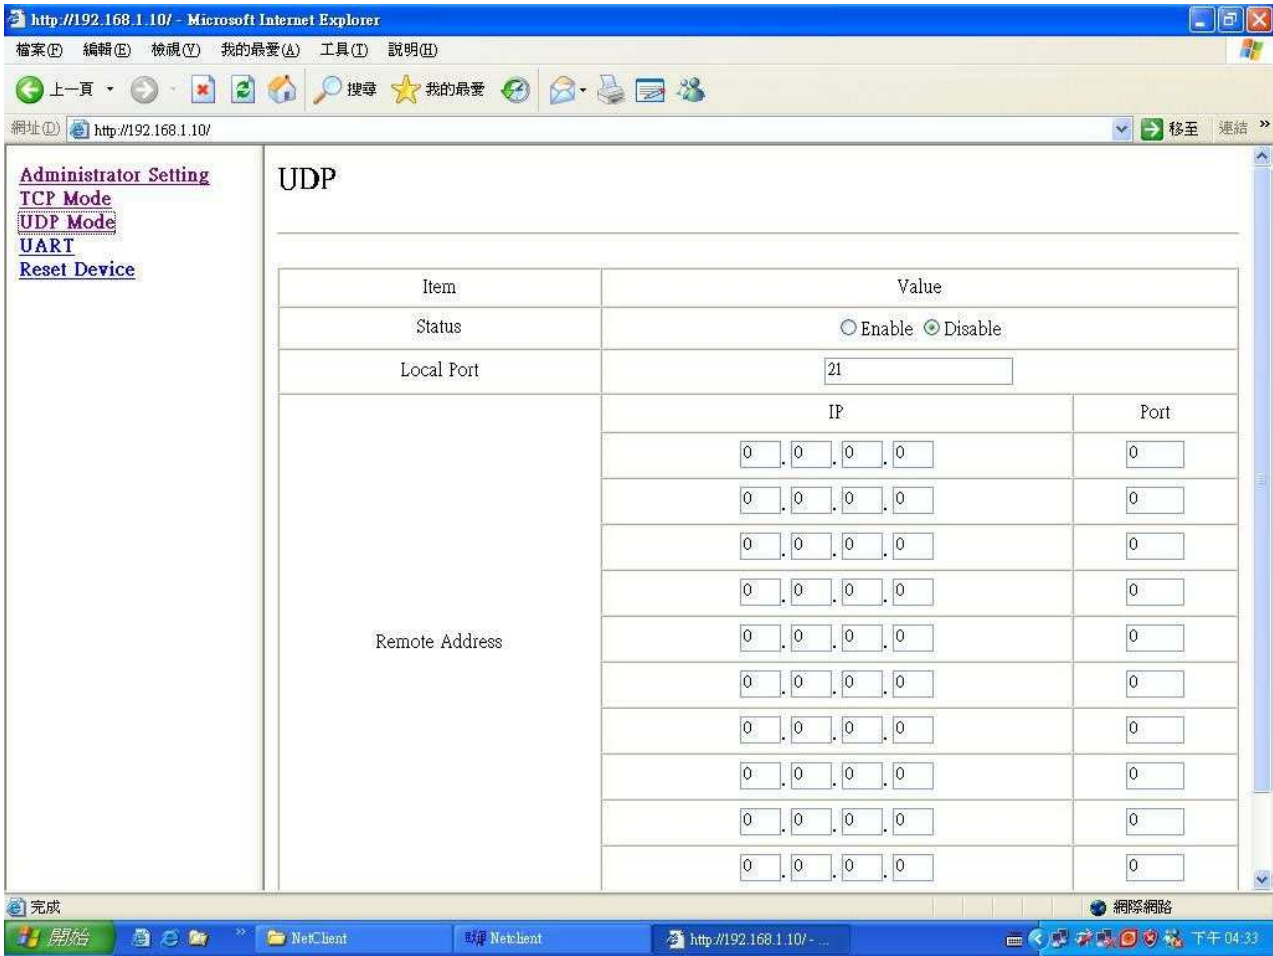 http://192.168.1.10/ - Microsoft Internet Explorer
檔案(F) 編輯(E) 檢視(V) 我的最愛(A) 工具(T) 說明(H)
上一頁 搜尋 我的最愛
網址(D) http://192.168.1.10/ 移至 連結 »
Administrator Setting
TCP Mode
UDP Mode
UART
Reset Device
UDP
Item Value
Status Enable Disable
Local Port 21
Remote Address
IP Port
0 . 0 . 0 . 0 0
0 . 0 . 0 . 0 0
0 . 0 . 0 . 0 0
0 . 0 . 0 . 0 0
0 . 0 . 0 . 0 0
0 . 0 . 0 . 0 0
0 . 0 . 0 . 0 0
0 . 0 . 0 . 0 0
0 . 0 . 0 . 0 0
0 . 0 . 0 . 0 0
完成 網際網路
開始 » NetClient Netclient http://192.168.1.10/ - ... 下午 04:33